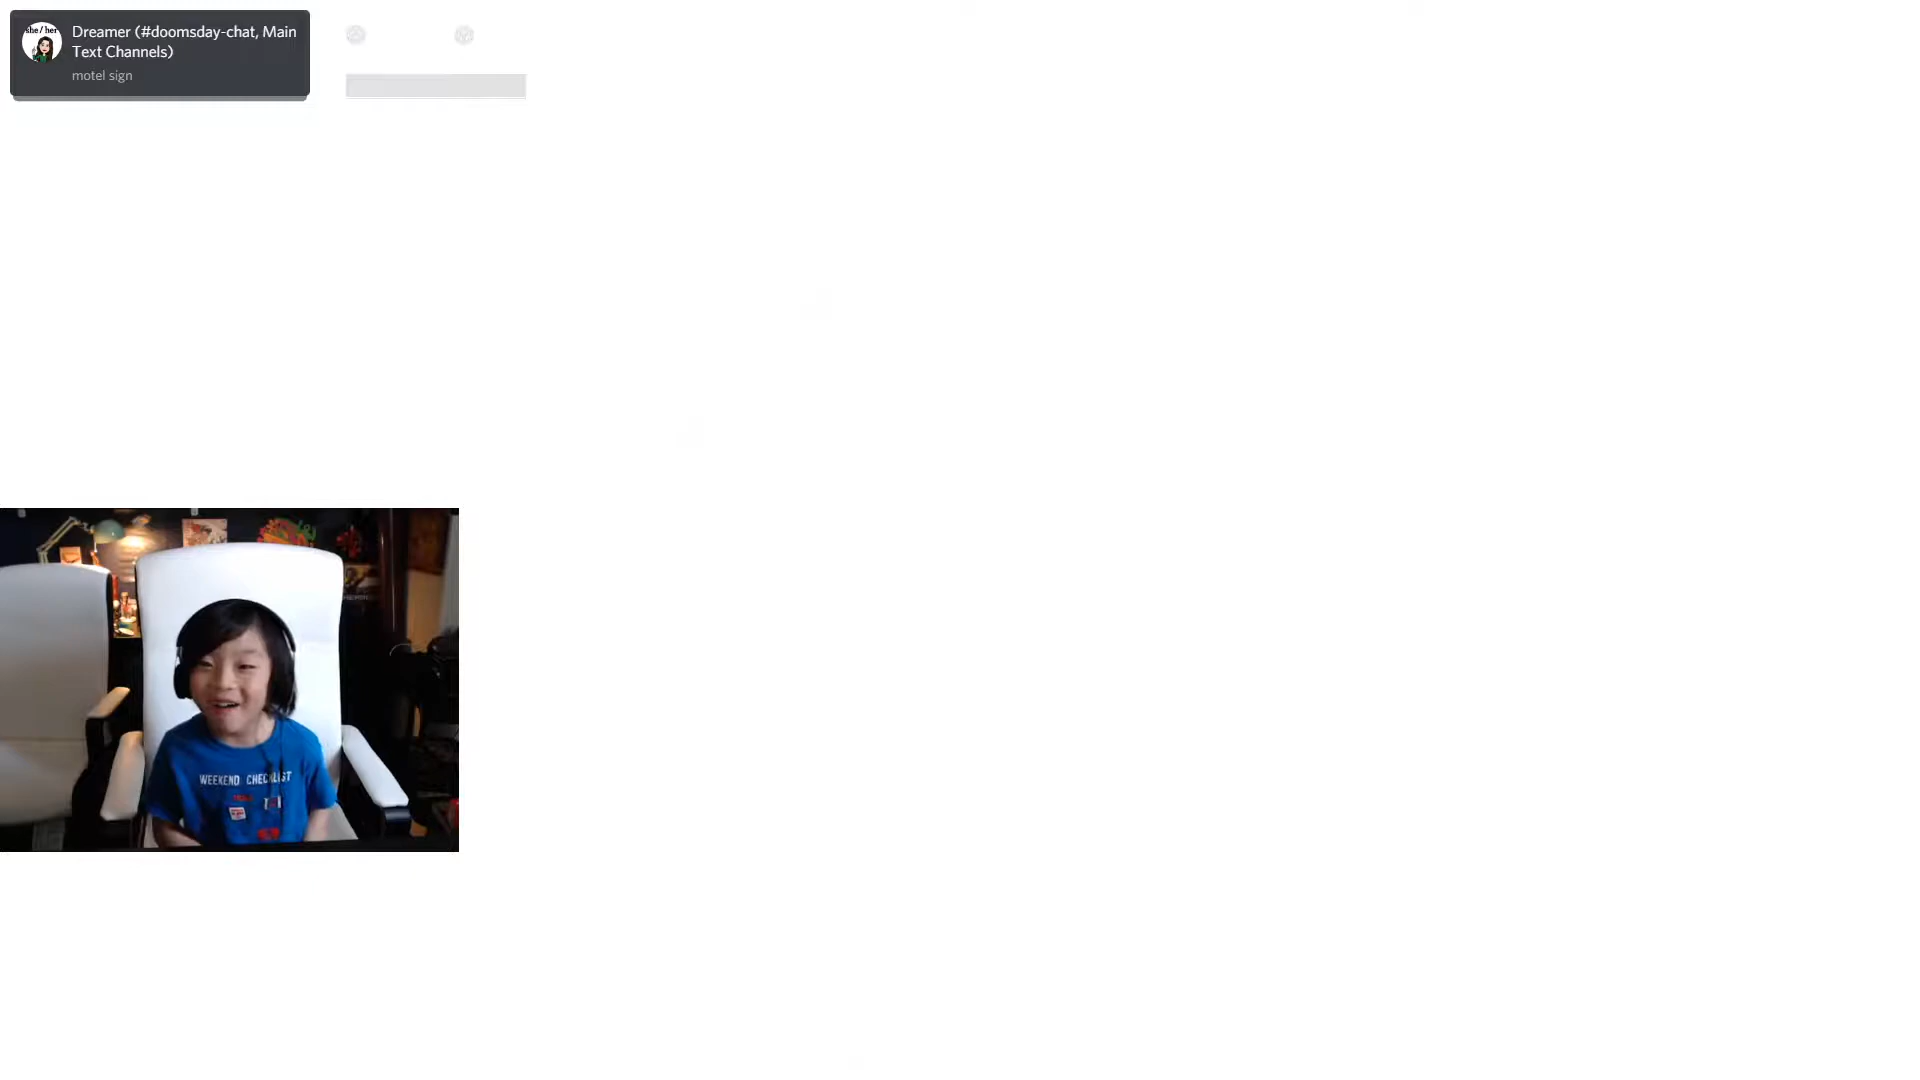 she / her
Dreamer (#doomsday-chat, Main
Text Channels)
motel sign
WEEKEND CHECKLIST